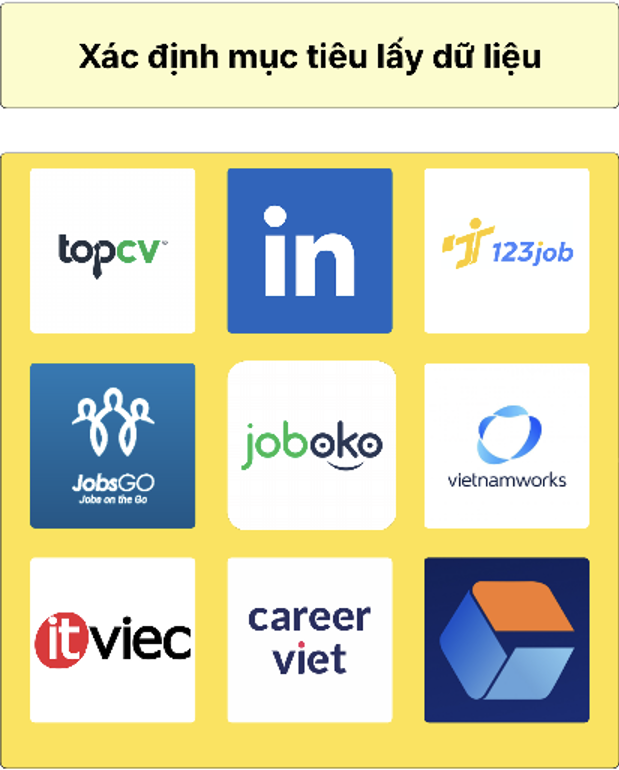 Xác định mục tiêu lấy dữ liệu
topcv
in
123job
JobsGO
Jobs on the Go
joboko
vietnamworks
itviec
career
viet